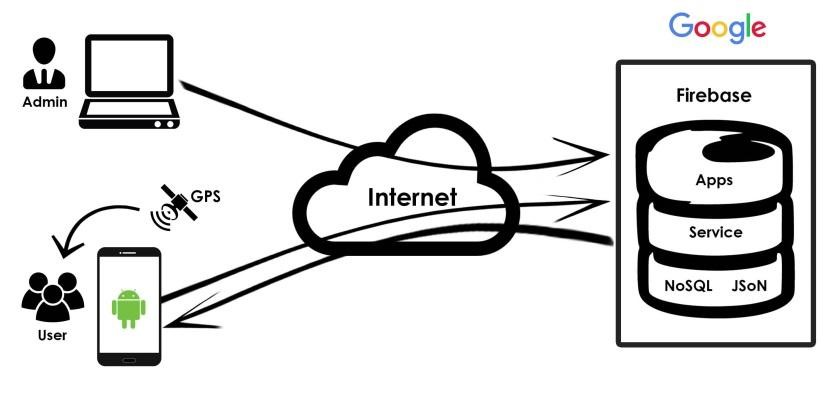 Google
Admin
Firebase
Apps
GPS
Internet
Service
NoSQL JSoN
User